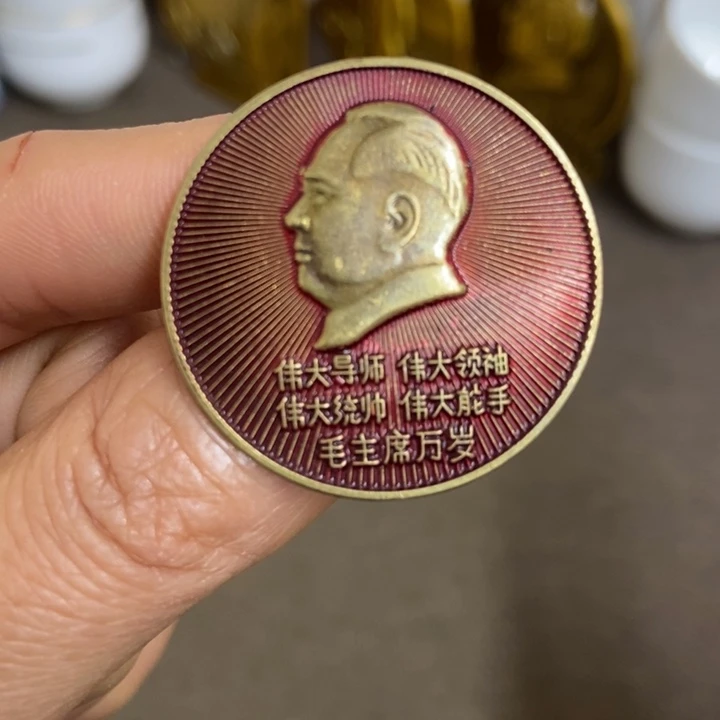 伟大导师 伟大领袖
伟大统帅 伟大舵手
毛主席万岁